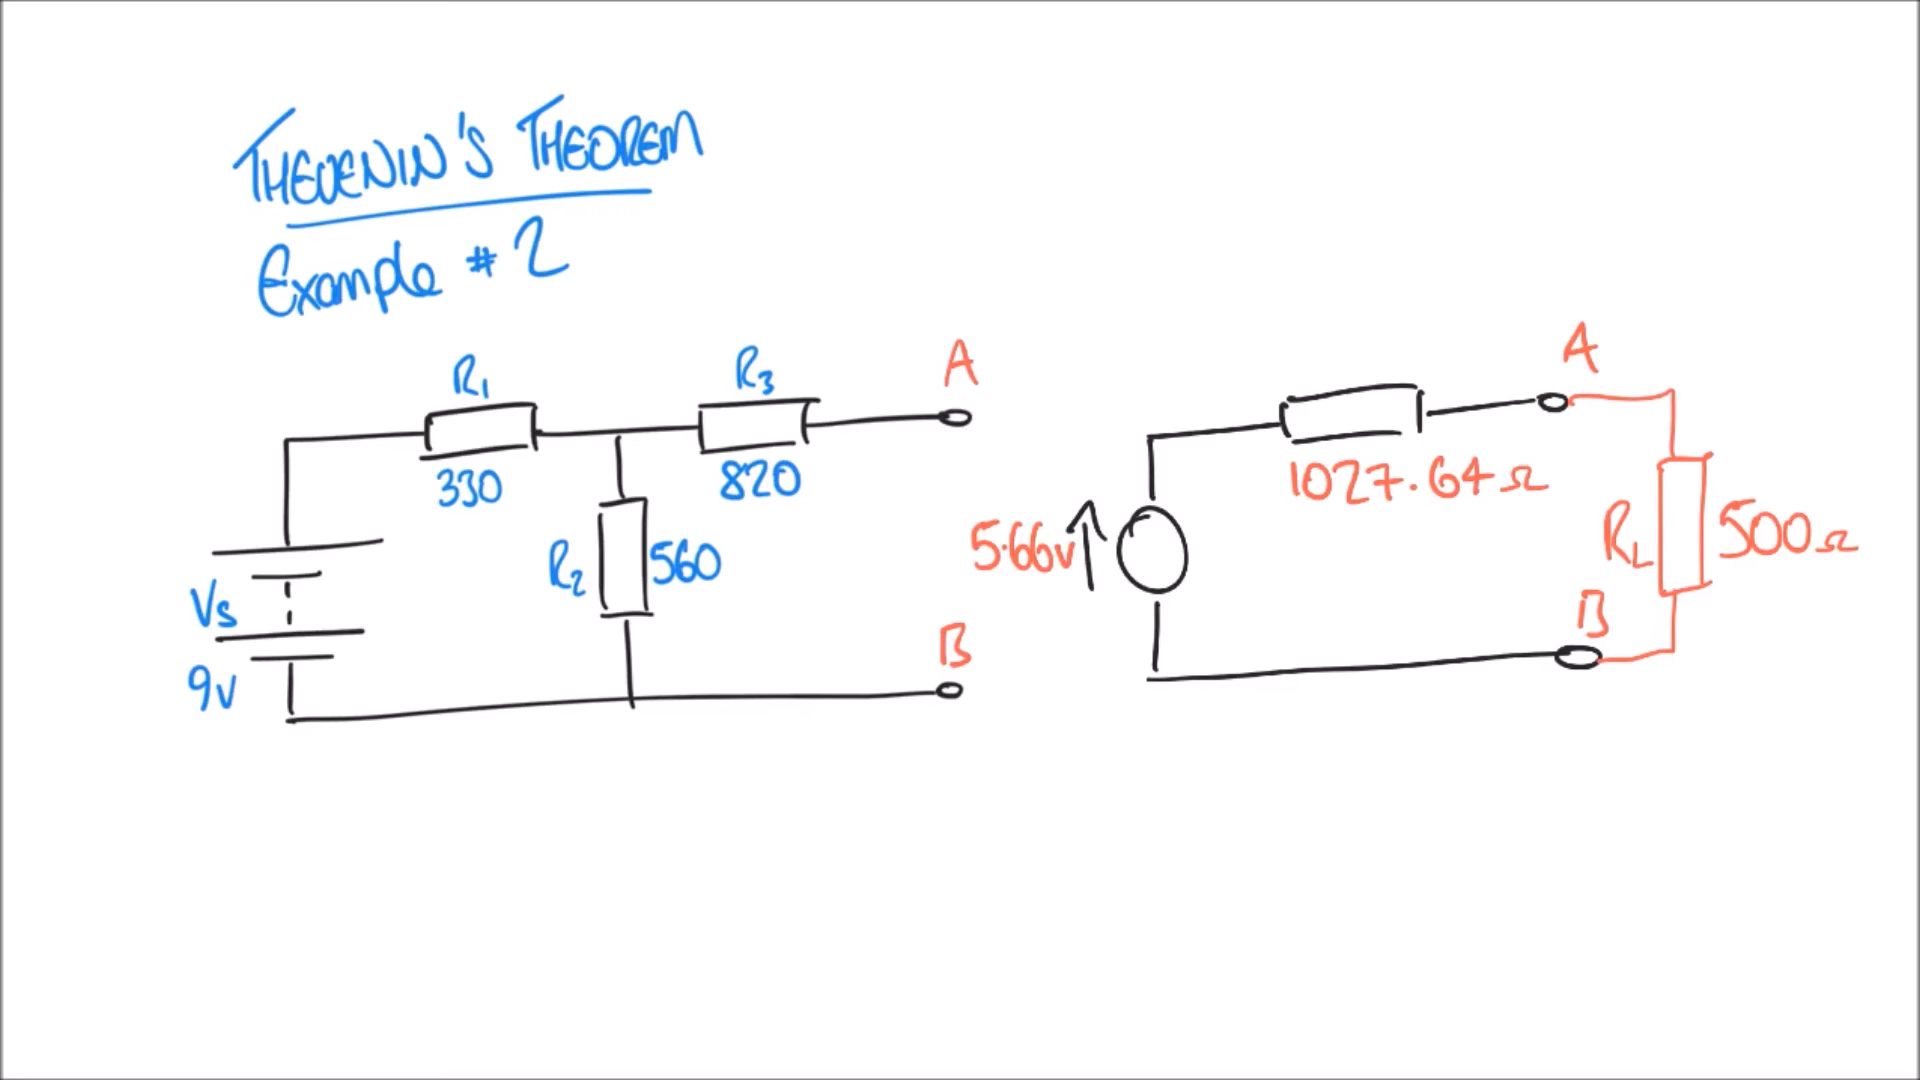 THEVENIN'S THEOREM
Example #2
R1
330
R3
820
A
R2
560
Vs
9v
B
A
1027.64Ω
5.66v
RL
500Ω
B